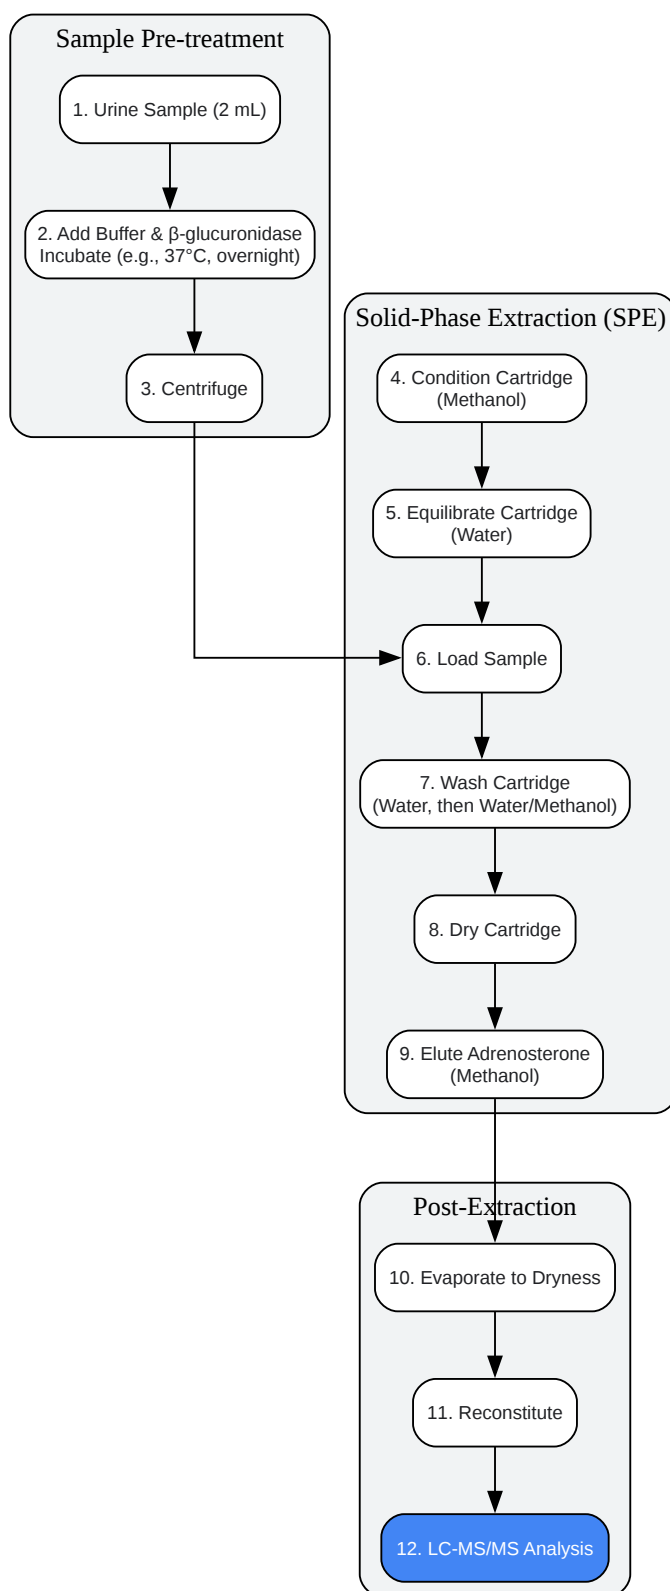 Sample Pre-treatment
1. Urine Sample (2 mL)
2. Add Buffer & β-glucuronidase
Incubate (e.g., 37°C, overnight)
3. Centrifuge
Solid-Phase Extraction (SPE)
4. Condition Cartridge
(Methanol)
5. Equilibrate Cartridge
(Water)
6. Load Sample
7. Wash Cartridge
(Water, then Water/Methanol)
8. Dry Cartridge
9. Elute Adrenosterone
(Methanol)
Post-Extraction
10. Evaporate to Dryness
11. Reconstitute
12. LC-MS/MS Analysis